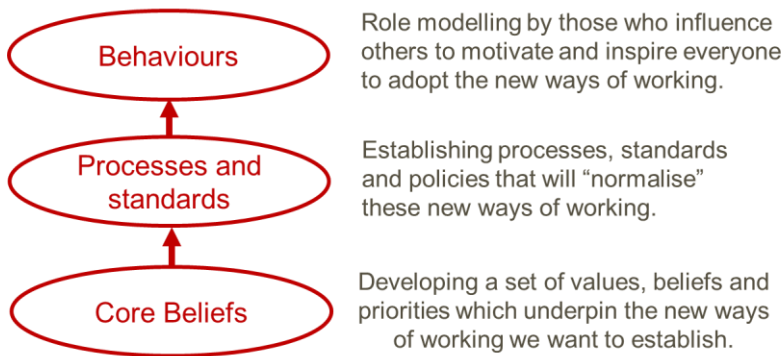 Behaviours
Role modelling by those who influence
others to motivate and inspire everyone
to adopt the new ways of working.
Processes and
standards
Establishing processes, standards
and policies that will “normalise”
these new ways of working.
Core Beliefs
Developing a set of values, beliefs and
priorities which underpin the new ways
of working we want to establish.